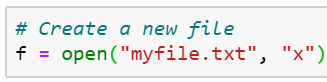 # Create a new file
f = open("myfile.txt", "x")